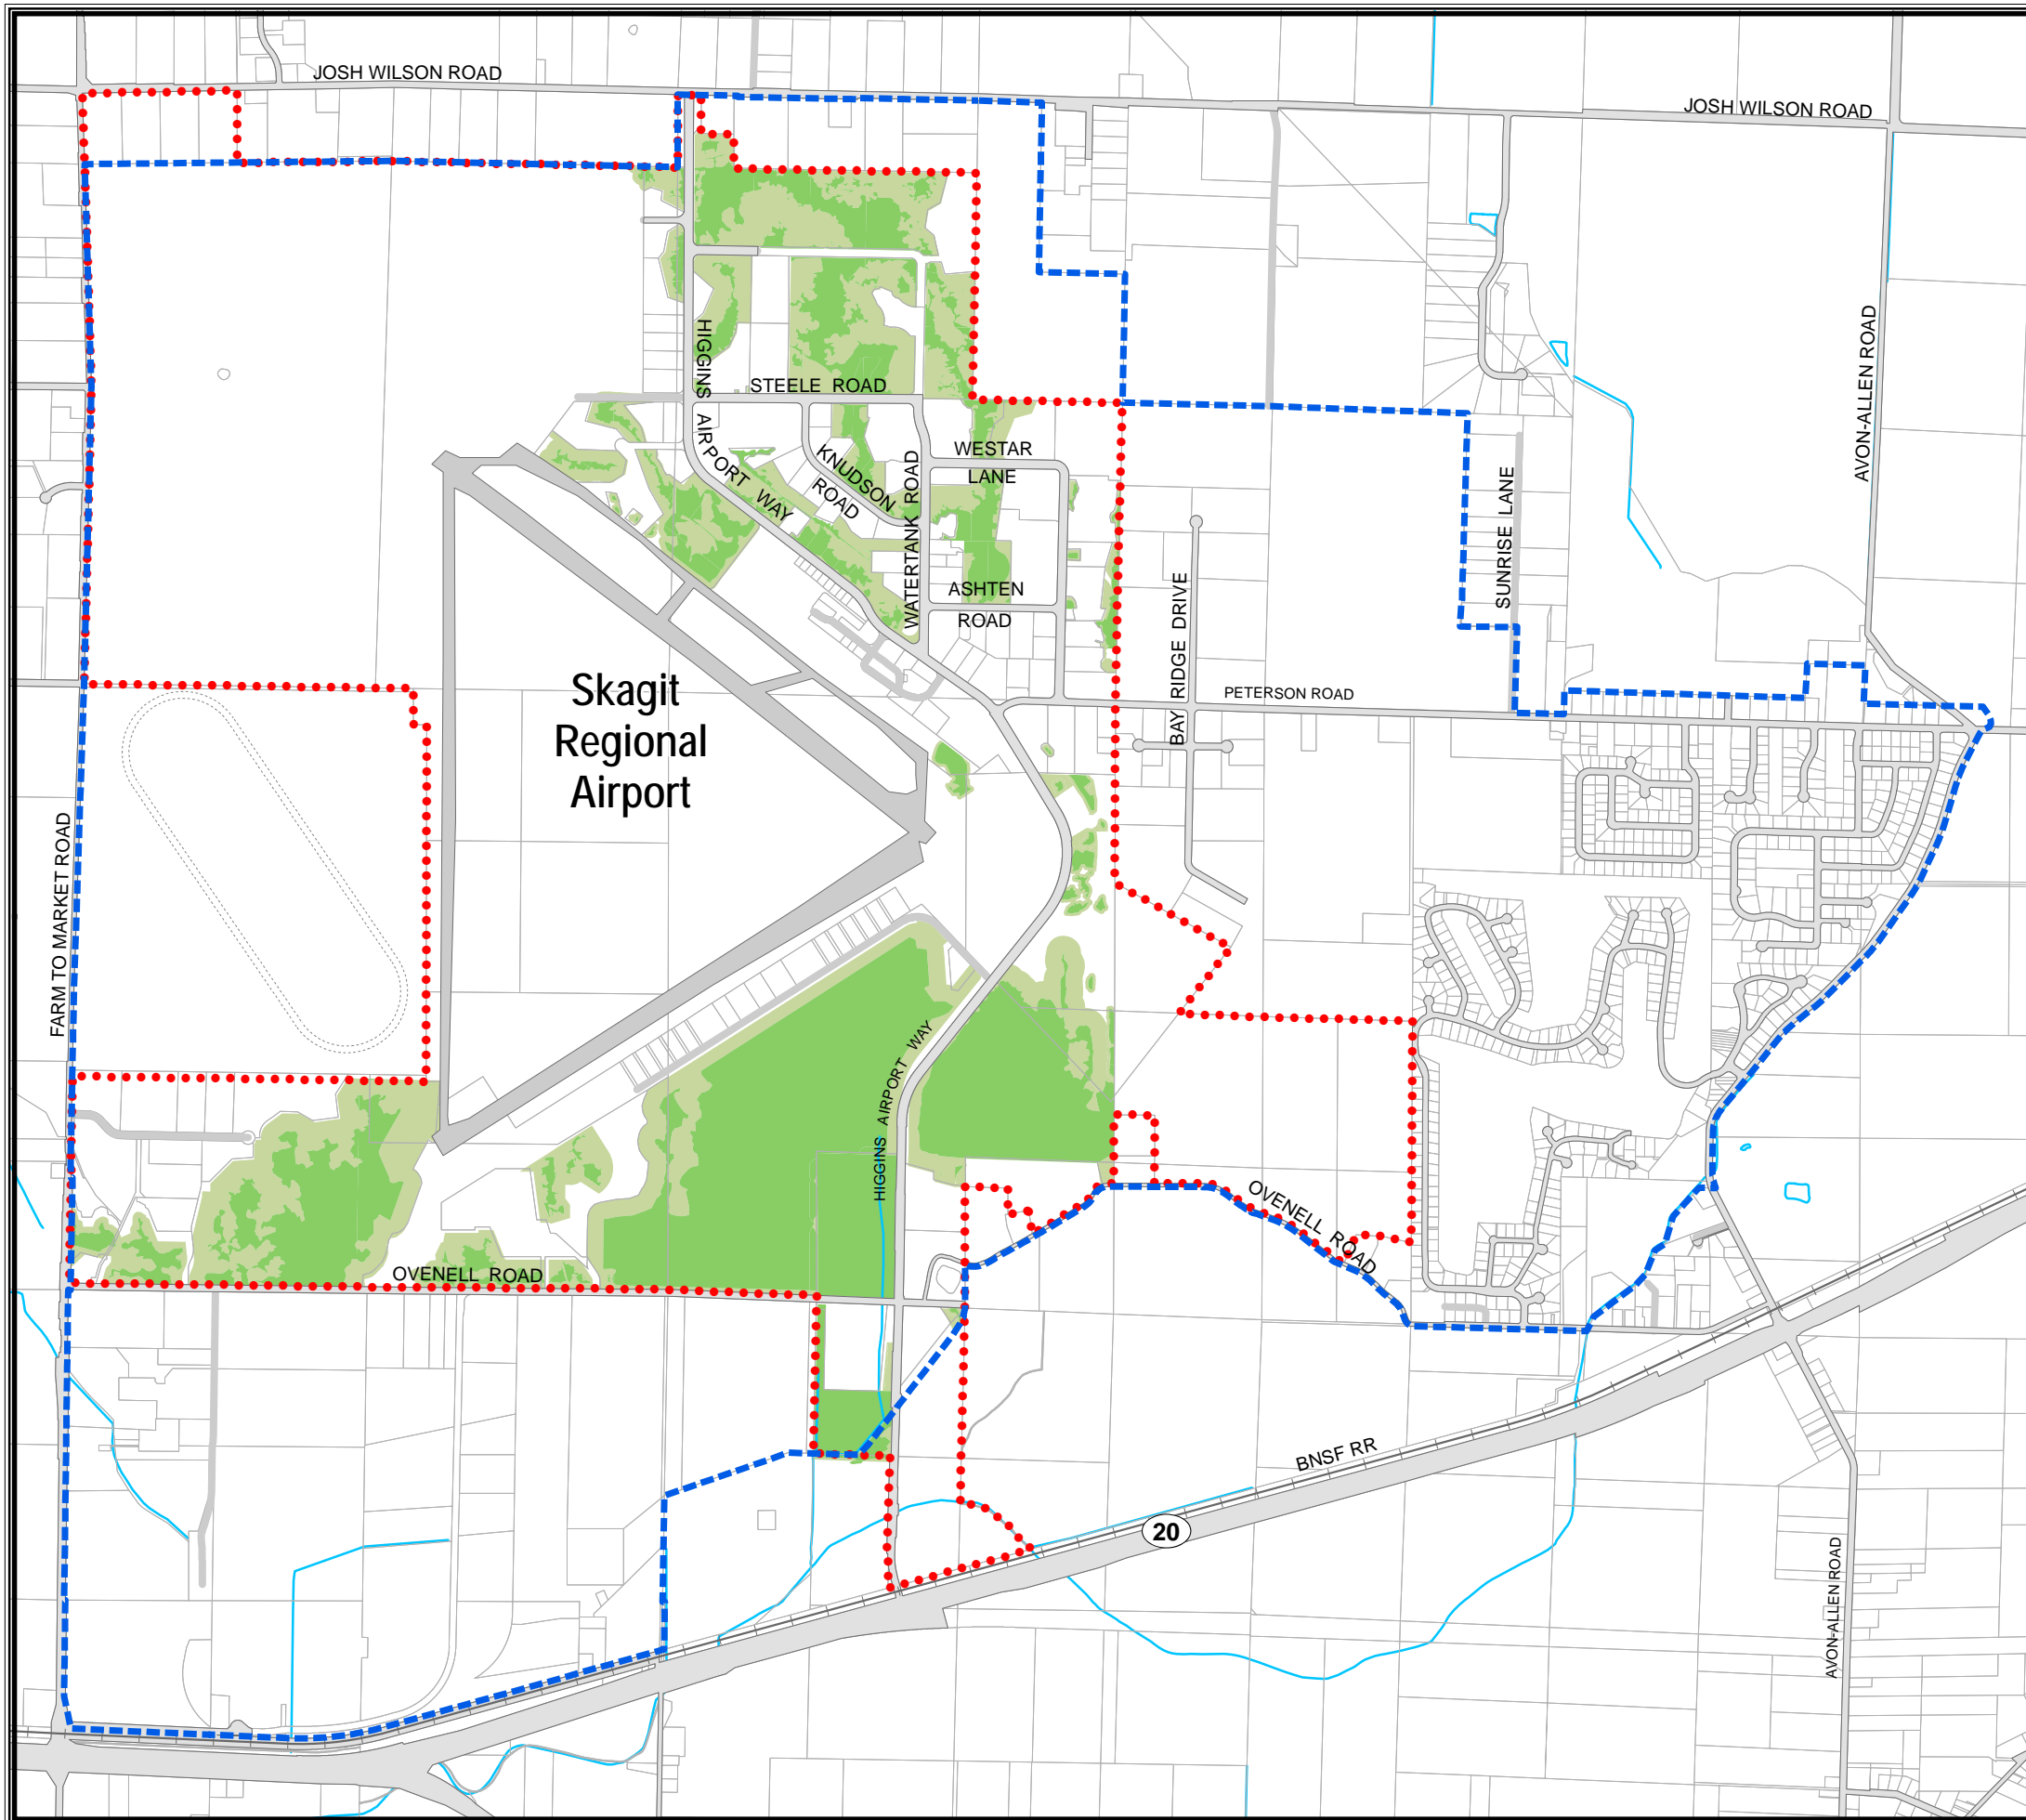 JOSH WILSON ROAD
JOSH WILSON ROAD
HIGGINS AIRPORT WAY
STEELE ROAD
KNUDSON
ROAD
WATERTANK ROAD
WESTAR
LANE
ASHTEN
ROAD
BAY RIDGE DRIVE
SUNRISE LANE
AVON-ALLEN ROAD
PETERSON ROAD
Skagit
Regional
Airport
FARM TO MARKET ROAD
HIGGINS AIRPORT WAY
OVENELL ROAD
OVENELL ROAD
BNSF RR
20
AVON-ALLEN ROAD